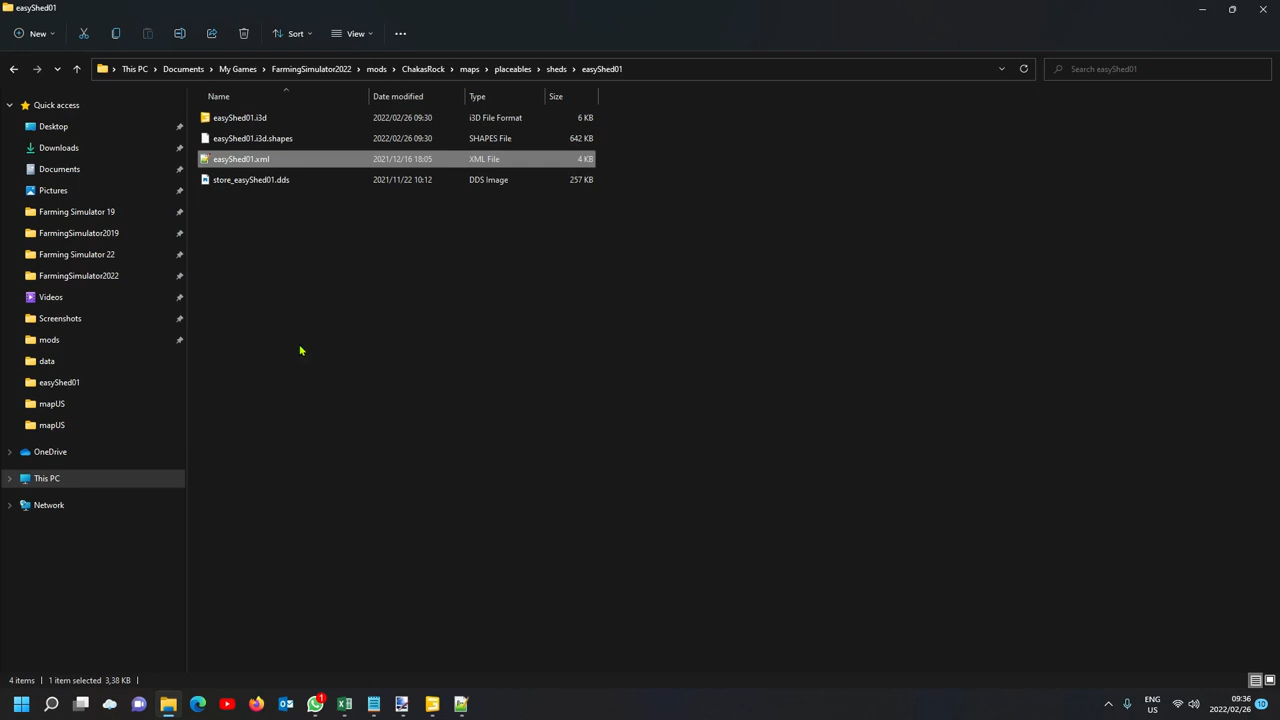 easyShed01
New
Sort
View
This PC
Documents
My Games
FarmingSimulator2022
mods
ChakasRock
maps
placeables
sheds
easyShed01
Search easyShed01
Name
Date modified
Type
Size
easyShed01.i3d
2022/02/26 09:30
i3D File Format
6 KB
easyShed01.i3d.shapes
2022/02/26 09:30
SHAPES File
642 KB
easyShed01.xml
2021/12/16 18:05
XML File
4 KB
store_easyShed01.dds
2021/11/22 10:12
DDS Image
257 KB
Quick access
Desktop
Downloads
Documents
Pictures
Farming Simulator 19
FarmingSimulator2019
Farming Simulator 22
FarmingSimulator2022
Videos
Screenshots
mods
data
easyShed01
mapUS
mapUS
OneDrive
This PC
Network
4 items
1 item selected 3,38 KB
1
ENG
US
09:36
2022/02/26
10